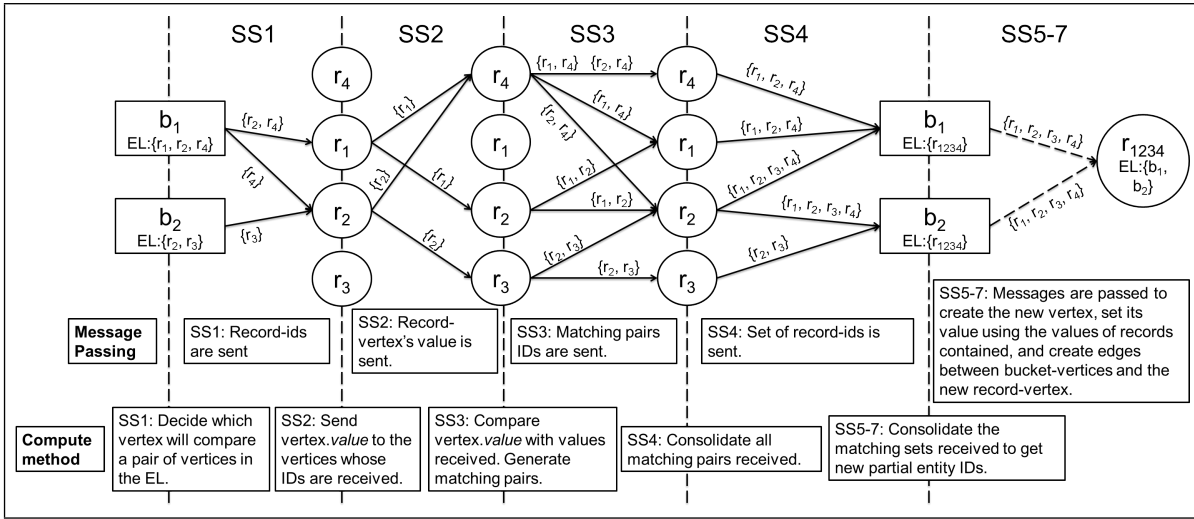 SS1
SS2
SS3
SS4
SS5-7
b1
EL:{r1, r2, r4}
b2
EL:{r2, r3}
{r2, r4}
{r4}
{r3}
r4
r1
r2
r3
{r1}
{r2}
{r1}
{r2}
r4
r1
r2
r3
{r1, r4} {r2, r4}
{r1, r4}
{r2, r4}
{r1, r2}
{r1, r2}
{r2, r3}
{r2, r3}
r4
r1
r2
r3
{r1, r2, r4}
{r1, r2, r4}
{r1, r2, r3, r4}
{r1, r2, r3, r4}
{r2, r3}
b1
EL:{r1234}
b2
EL:{r1234}
{r1, r2, r3, r4}
{r1, r2, r3, r4}
r1234
EL:{b1,
b2}
Message
Passing
SS1: Record-ids
are sent
SS2: Record-
vertex's value is
sent.
SS3: Matching pairs
IDs are sent.
SS4: Set of record-ids is
sent.
SS5-7: Messages are passed to
create the new vertex, set its
value using the values of records
contained, and create edges
between bucket-vertices and the
new record-vertex.
Compute
method
SS1: Decide which
vertex will compare
a pair of vertices in
the EL.
SS2: Send
vertex.value to the
vertices whose
IDs are received.
SS3: Compare
vertex.value with values
received. Generate
matching pairs.
SS4: Consolidate all
matching pairs received.
SS5-7: Consolidate the
matching sets received to get
new partial entity IDs.